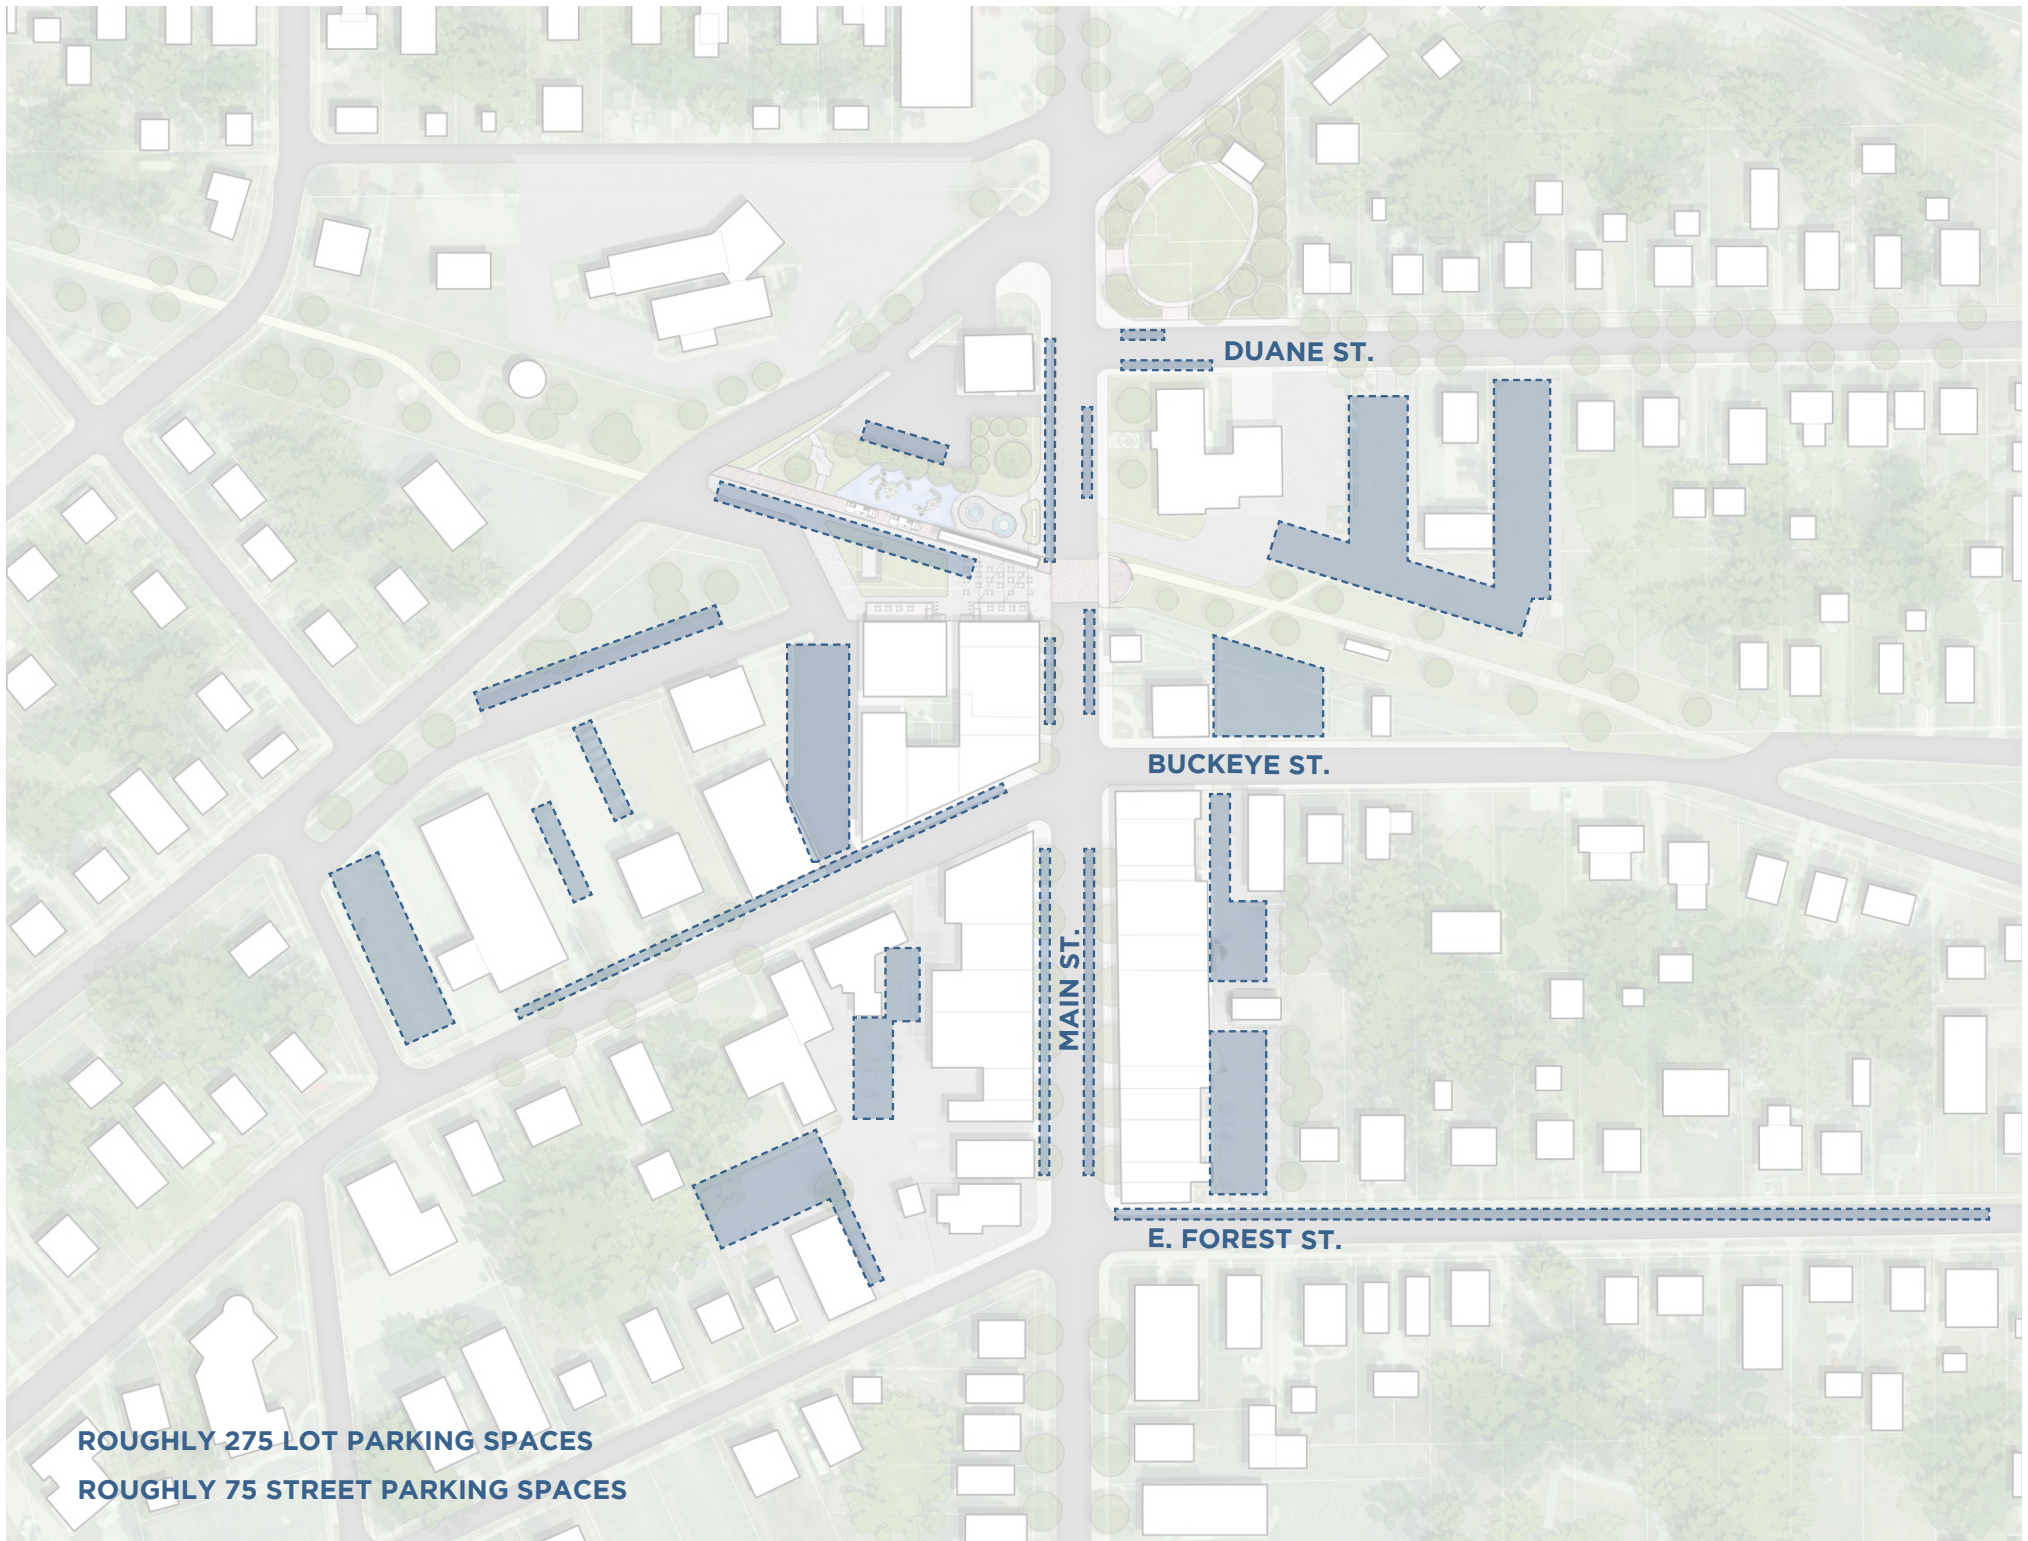 DUANE ST.
BUCKEYE ST.
MAIN ST.
E. FOREST ST.
ROUGHLY 275 LOT PARKING SPACES
ROUGHLY 75 STREET PARKING SPACES